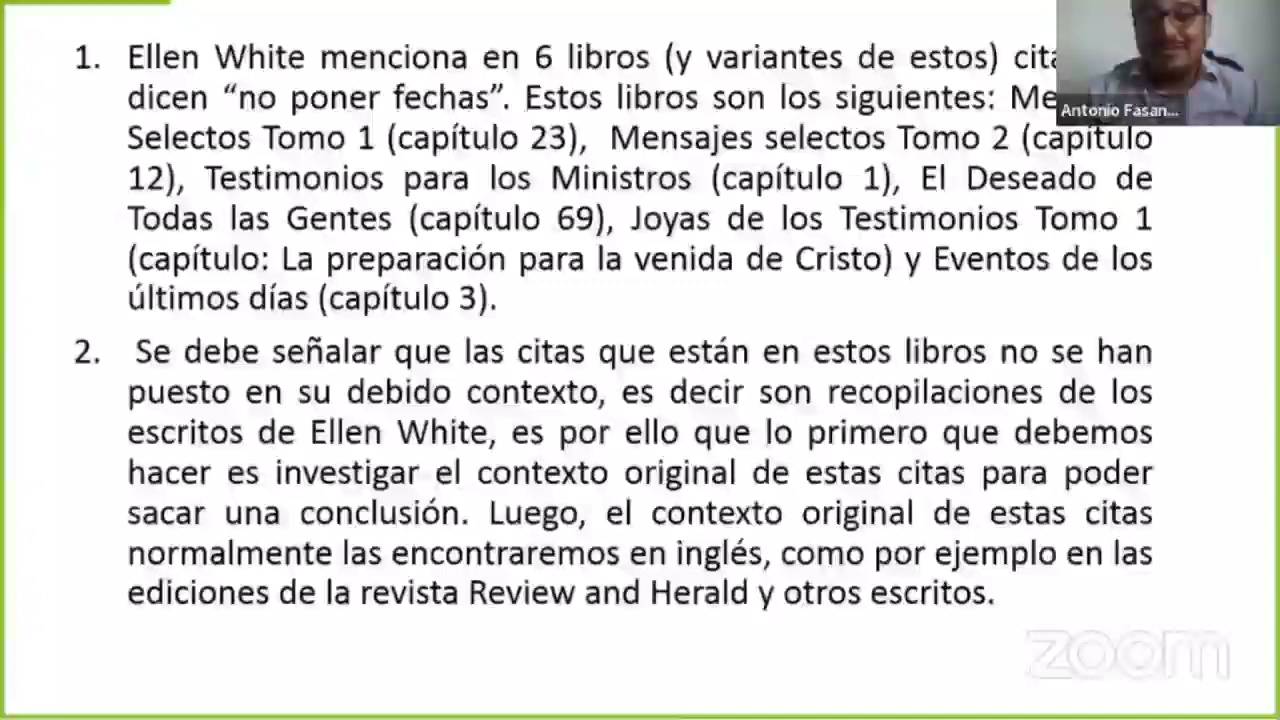 1. Ellen White menciona en 6 libros (y variantes de estos)
dicen “no poner fechas”. Estos libros son los siguientes:
Selectos Tomo 1 (capítulo 23), Mensajes selectos Tomo 2 (capítulo
12), Testimonios para los Ministros (capítulo 1), El Deseado de
Todas las Gentes (capítulo 69), Joyas de los Testimonios Tomo 1
(capítulo: La preparación para la venida de Cristo) y Eventos de los
últimos días (capítulo 3).
2. Se debe señalar que las citas que están en estos libros no se han
puesto en su debido contexto, es decir son recopilaciones de los
escritos de Ellen White, es por ello que lo primero que debemos
hacer es investigar el contexto original de estas citas para poder
sacar una conclusión. Luego, el contexto original de estas citas
normalmente las encontraremos en inglés, como por ejemplo en las
ediciones de la revista Review and Herald y otros escritos.
Antonio Fasan...
zoom